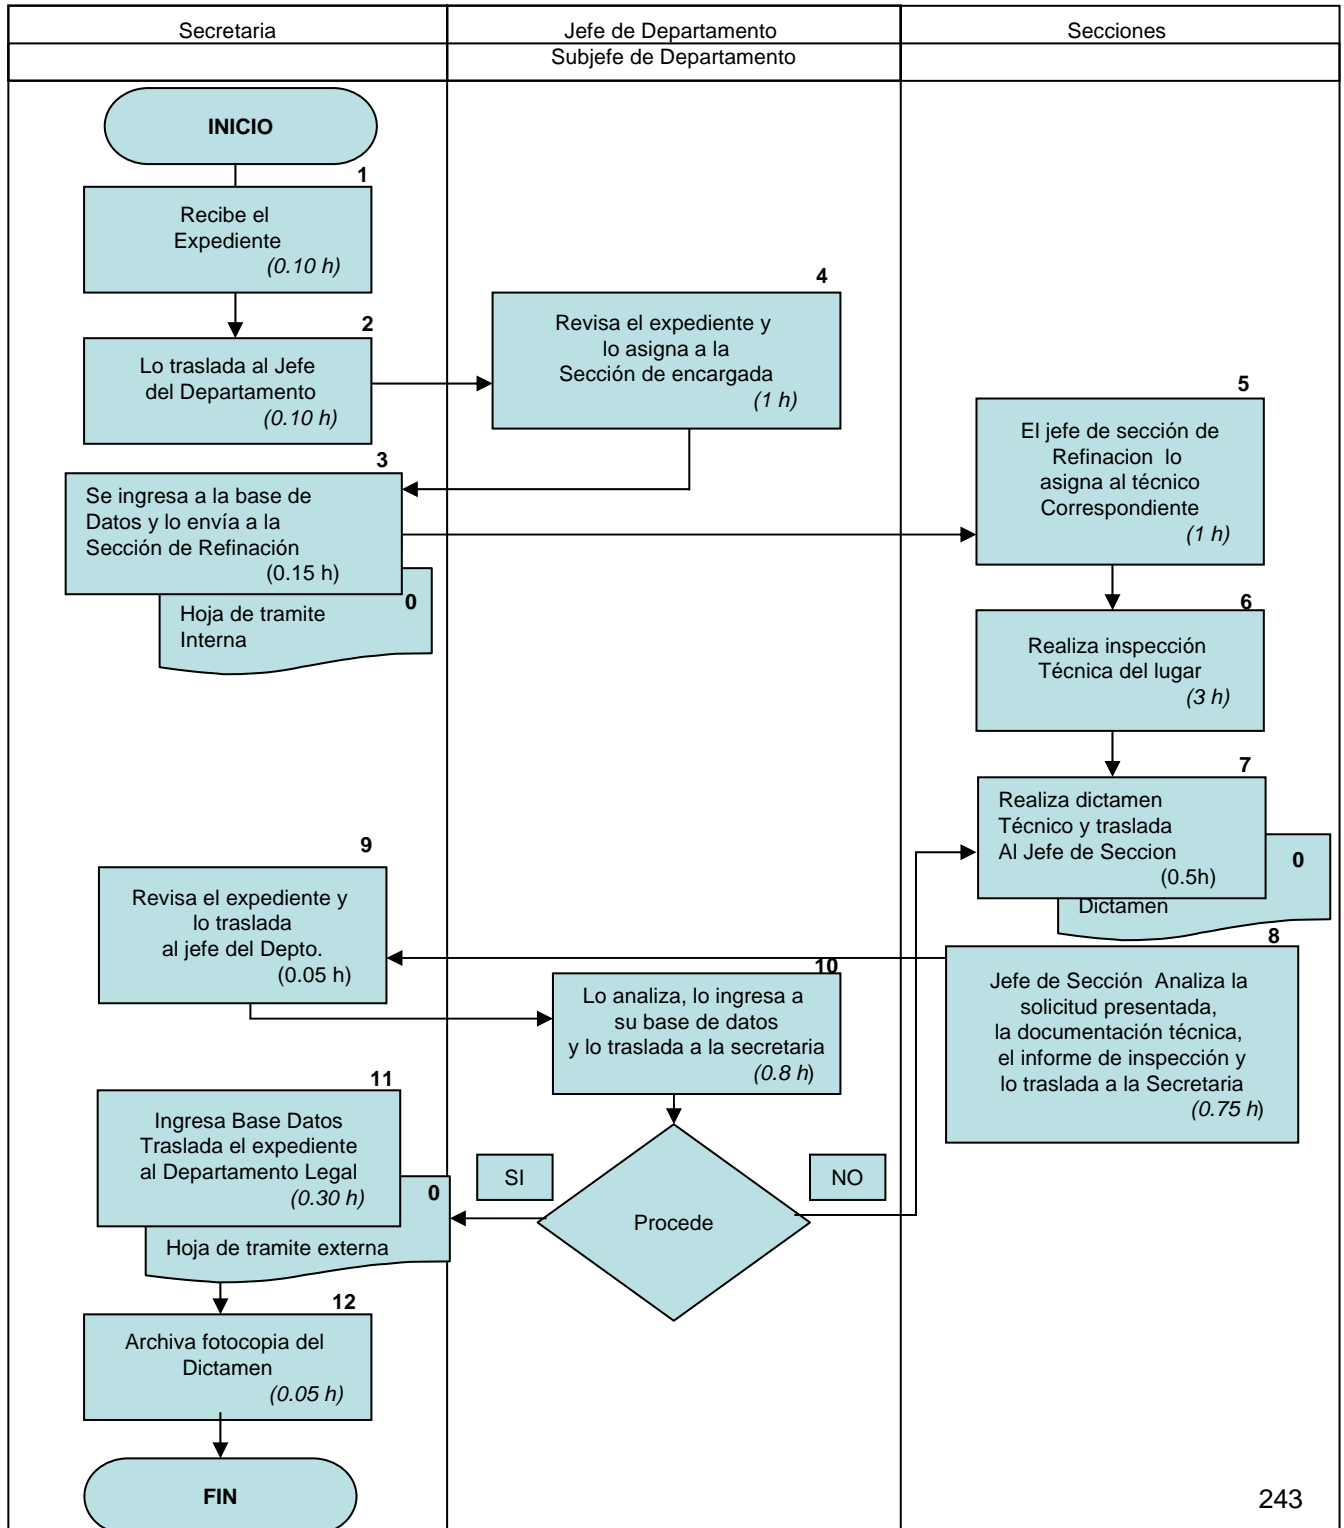 Secretaria
Jefe de Departamento
Secciones
Subjefe de Departamento
INICIO
1
Recibe el
Expediente
(0.10 h)
2
Lo traslada al Jefe
del Departamento
(0.10 h)
4
Revisa el expediente y
lo asigna a la
Sección de encargada
(1 h)
3
Se ingresa a la base de
Datos y lo envía a la
Sección de Refinación
(0.15 h)
0
Hoja de tramite
Interna
5
El jefe de sección de
Refinacion lo
asigna al técnico
Correspondiente
(1 h)
6
Realiza inspección
Técnica del lugar
(3 h)
7
Realiza dictamen
Técnico y traslada
Al Jefe de Seccion
(0.5h)
0
Dictamen
8
Jefe de Sección Analiza la
solicitud presentada,
la documentación técnica,
el informe de inspección y
lo traslada a la Secretaria
(0.75 h)
9
Revisa el expediente y
lo traslada
al jefe del Depto.
(0.05 h)
10
Lo analiza, lo ingresa a
su base de datos
y lo traslada a la secretaria
(0.8 h)
11
Ingresa Base Datos
Traslada el expediente
al Departamento Legal
(0.30 h)
0
Hoja de tramite externa
SI
NO
Procede
12
Archiva fotocopia del
Dictamen
(0.05 h)
FIN
243